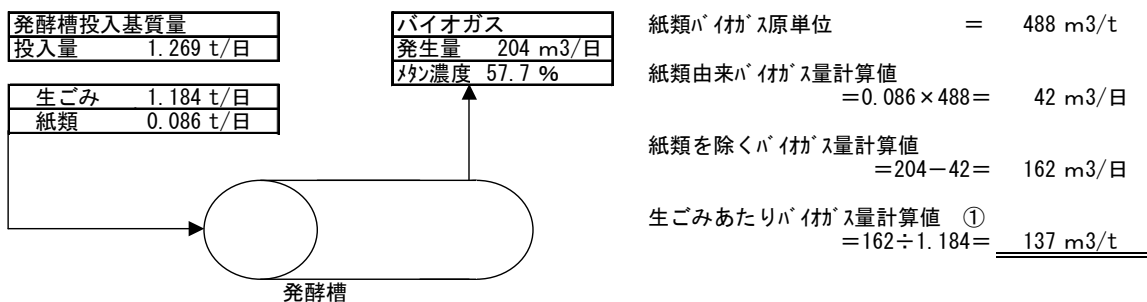 発酵槽投入基質量
投入量 1.269 t/日
生ごみ 1.184 t/日
紙類 0.086 t/日
バイオガス
発生量 204 m3/日
ﾒﾀﾝ濃度 57.7 %
発酵槽
紙類ﾊﾞｲｵｶﾞｽ原単位 = 488 m3/t
紙類由来ﾊﾞｲｵｶﾞｽ量計算値
=0.086×488= 42 m3/日
紙類を除くﾊﾞｲｵｶﾞｽ量計算値
=204-42= 162 m3/日
生ごみあたりﾊﾞｲｵｶﾞｽ量計算値 ①
=162÷1.184= 137 m3/t